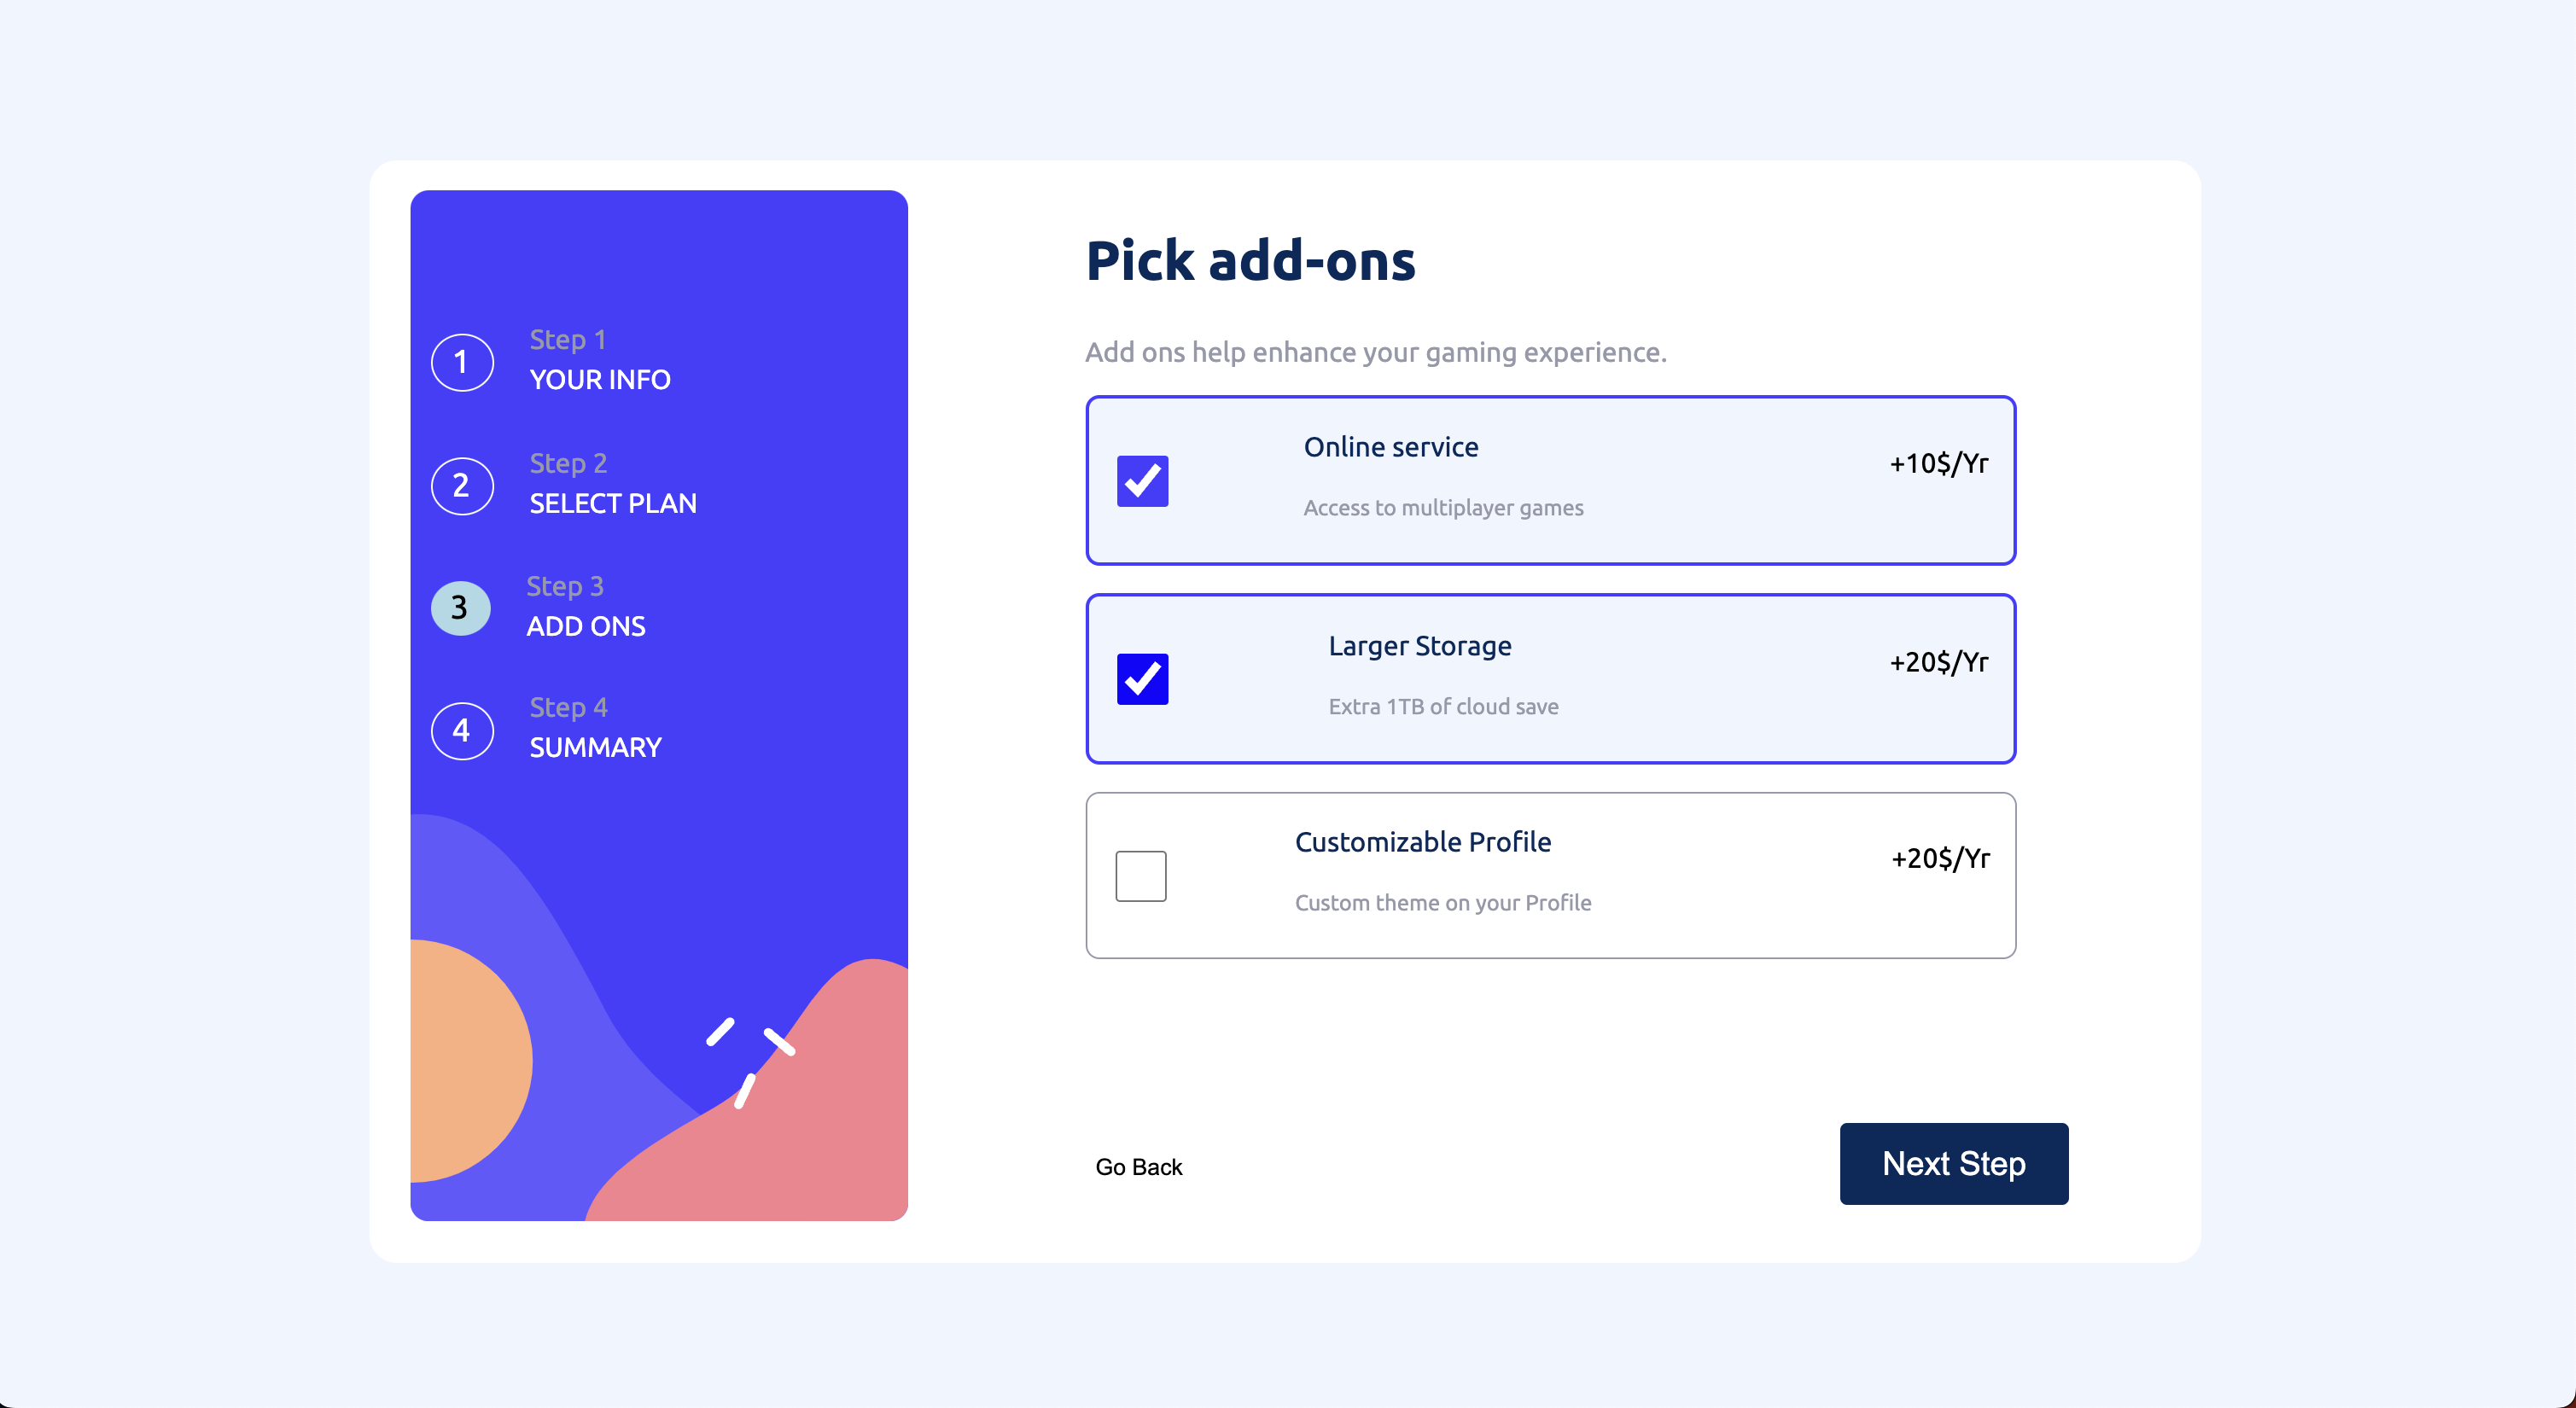 1
Step 1
YOUR INFO
2
Step 2
SELECT PLAN
3
Step 3
ADD ONS
4
Step 4
SUMMARY
Pick add-ons
Add ons help enhance your gaming experience.
Online service
Access to multiplayer games
+10$/Yr
Larger Storage
Extra 1TB of cloud save
+20$/Yr
Customizable Profile
Custom theme on your Profile
+20$/Yr
Go Back
Next Step